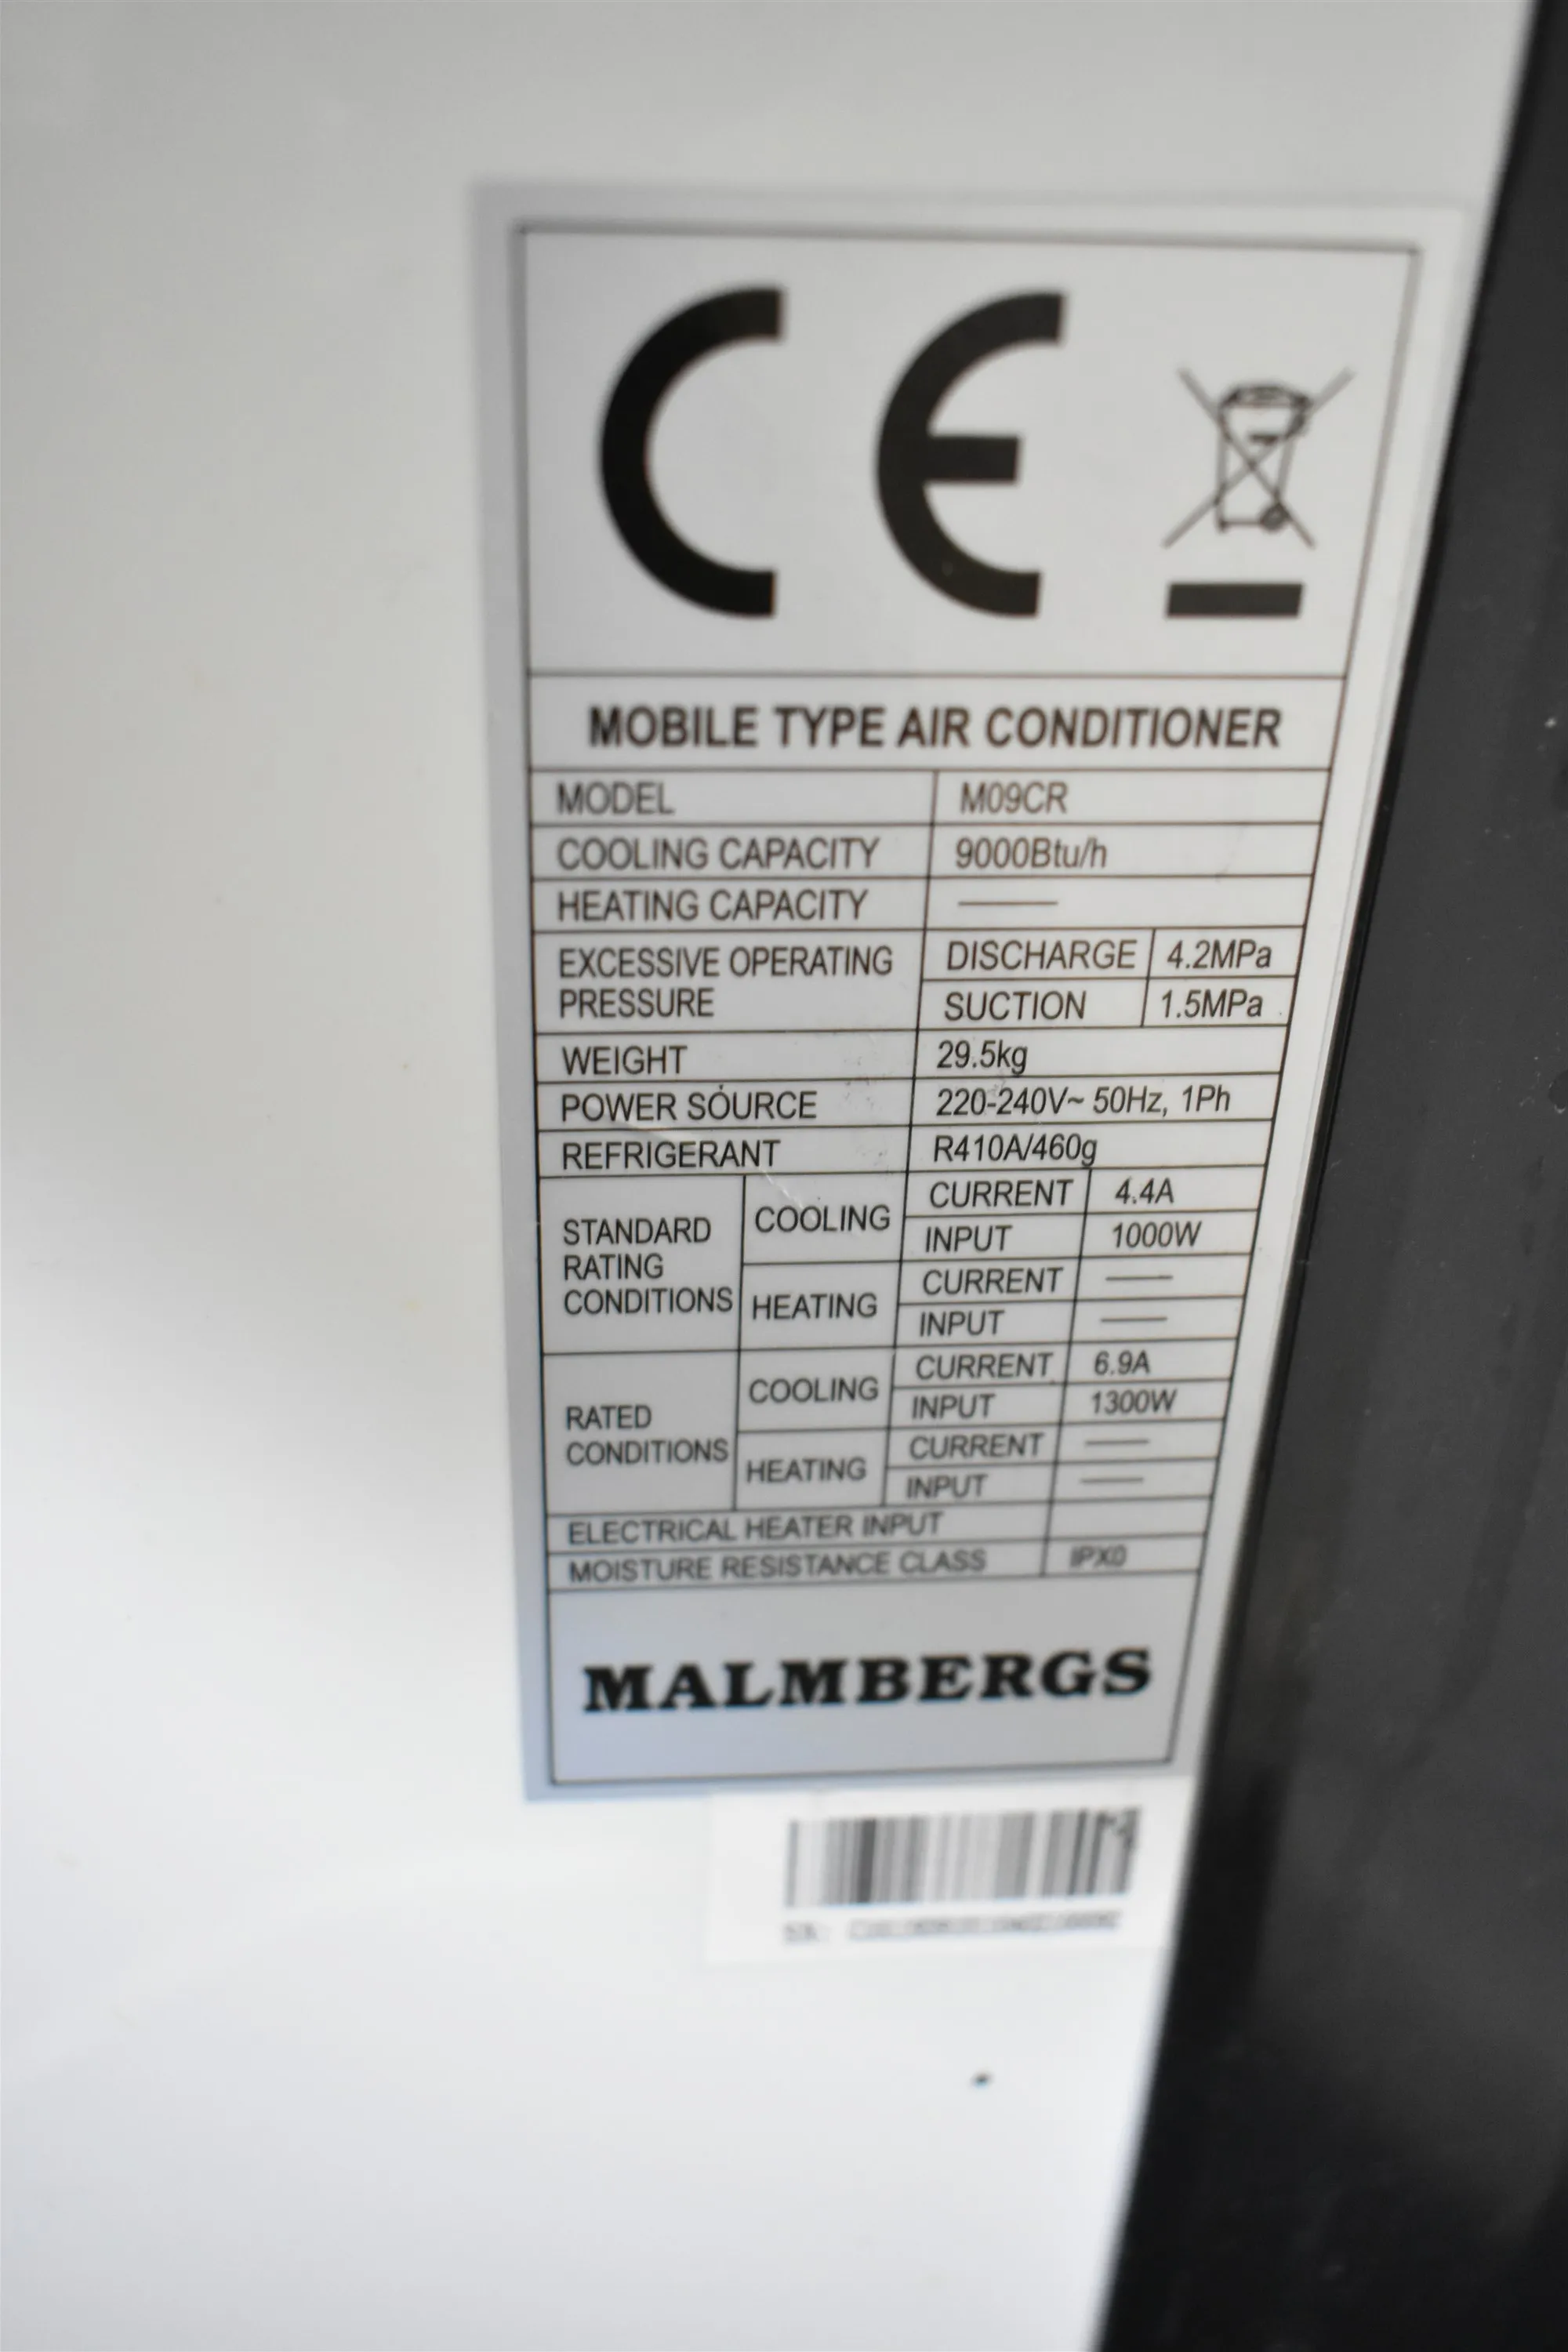 CE
MOBILE TYPE AIR CONDITIONER
MODEL M09CR
COOLING CAPACITY 9000Btu/h
HEATING CAPACITY ——
EXCESSIVE OPERATING PRESSURE DISCHARGE 4.2MPa
SUCTION 1.5MPa
WEIGHT 29.5kg
POWER SOURCE 220-240V~ 50Hz, 1Ph
REFRIGERANT R410A/460g
STANDARD RATING CONDITIONS COOLING CURRENT 4.4A
INPUT 1000W
HEATING CURRENT ——
INPUT ——
RATED CONDITIONS COOLING CURRENT 6.9A
INPUT 1300W
HEATING CURRENT ——
INPUT ——
ELECTRICAL HEATER INPUT
MOISTURE RESISTANCE CLASS IPX0
MALMBERGS